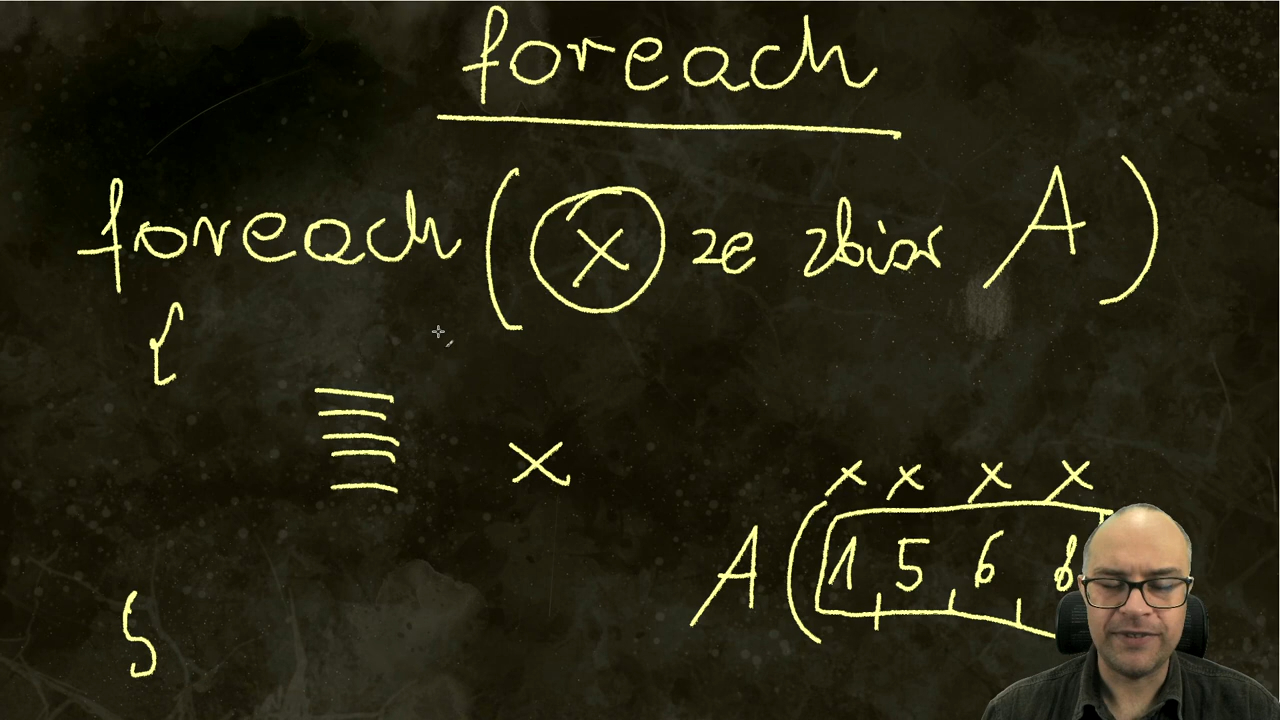 foreach
foreach ( x ze zbior A )
{
x
x x x x
A ( 1 5 6 8
}